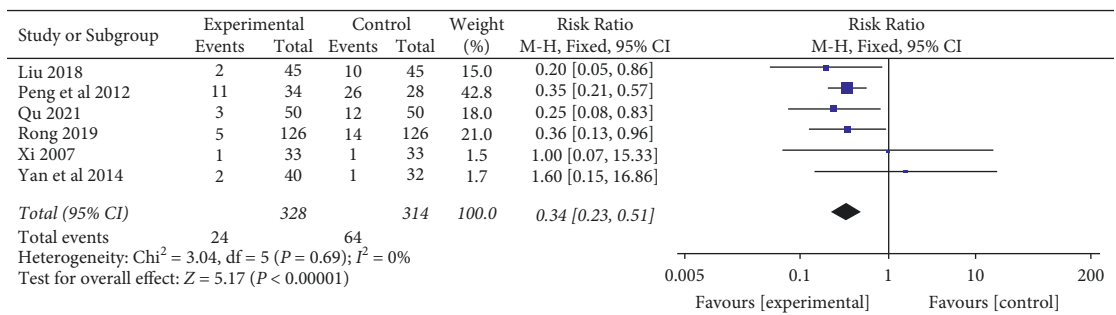 Study or Subgroup Experimental Control Weight Risk Ratio Risk Ratio
Events Total Events Total (%) M-H, Fixed, 95% CI M-H, Fixed, 95% CI
Liu 2018 2 45 10 45 15.0 0.20 [0.05, 0.86]
Peng et al 2012 11 34 26 28 42.8 0.35 [0.21, 0.57]
Qu 2021 3 50 12 50 18.0 0.25 [0.08, 0.83]
Rong 2019 5 126 14 126 21.0 0.36 [0.13, 0.96]
Xi 2007 1 33 1 33 1.5 1.00 [0.07, 15.33]
Yan et al 2014 2 40 1 32 1.7 1.60 [0.15, 16.86]
Total (95% CI) 328 314 100.0 0.34 [0.23, 0.51]
Total events 24 64
Heterogeneity: Chi² = 3.04, df = 5 (P = 0.69); I² = 0%
Test for overall effect: Z = 5.17 (P < 0.00001)
0.005 0.1 1 10 200
Favours [experimental] Favours [control]